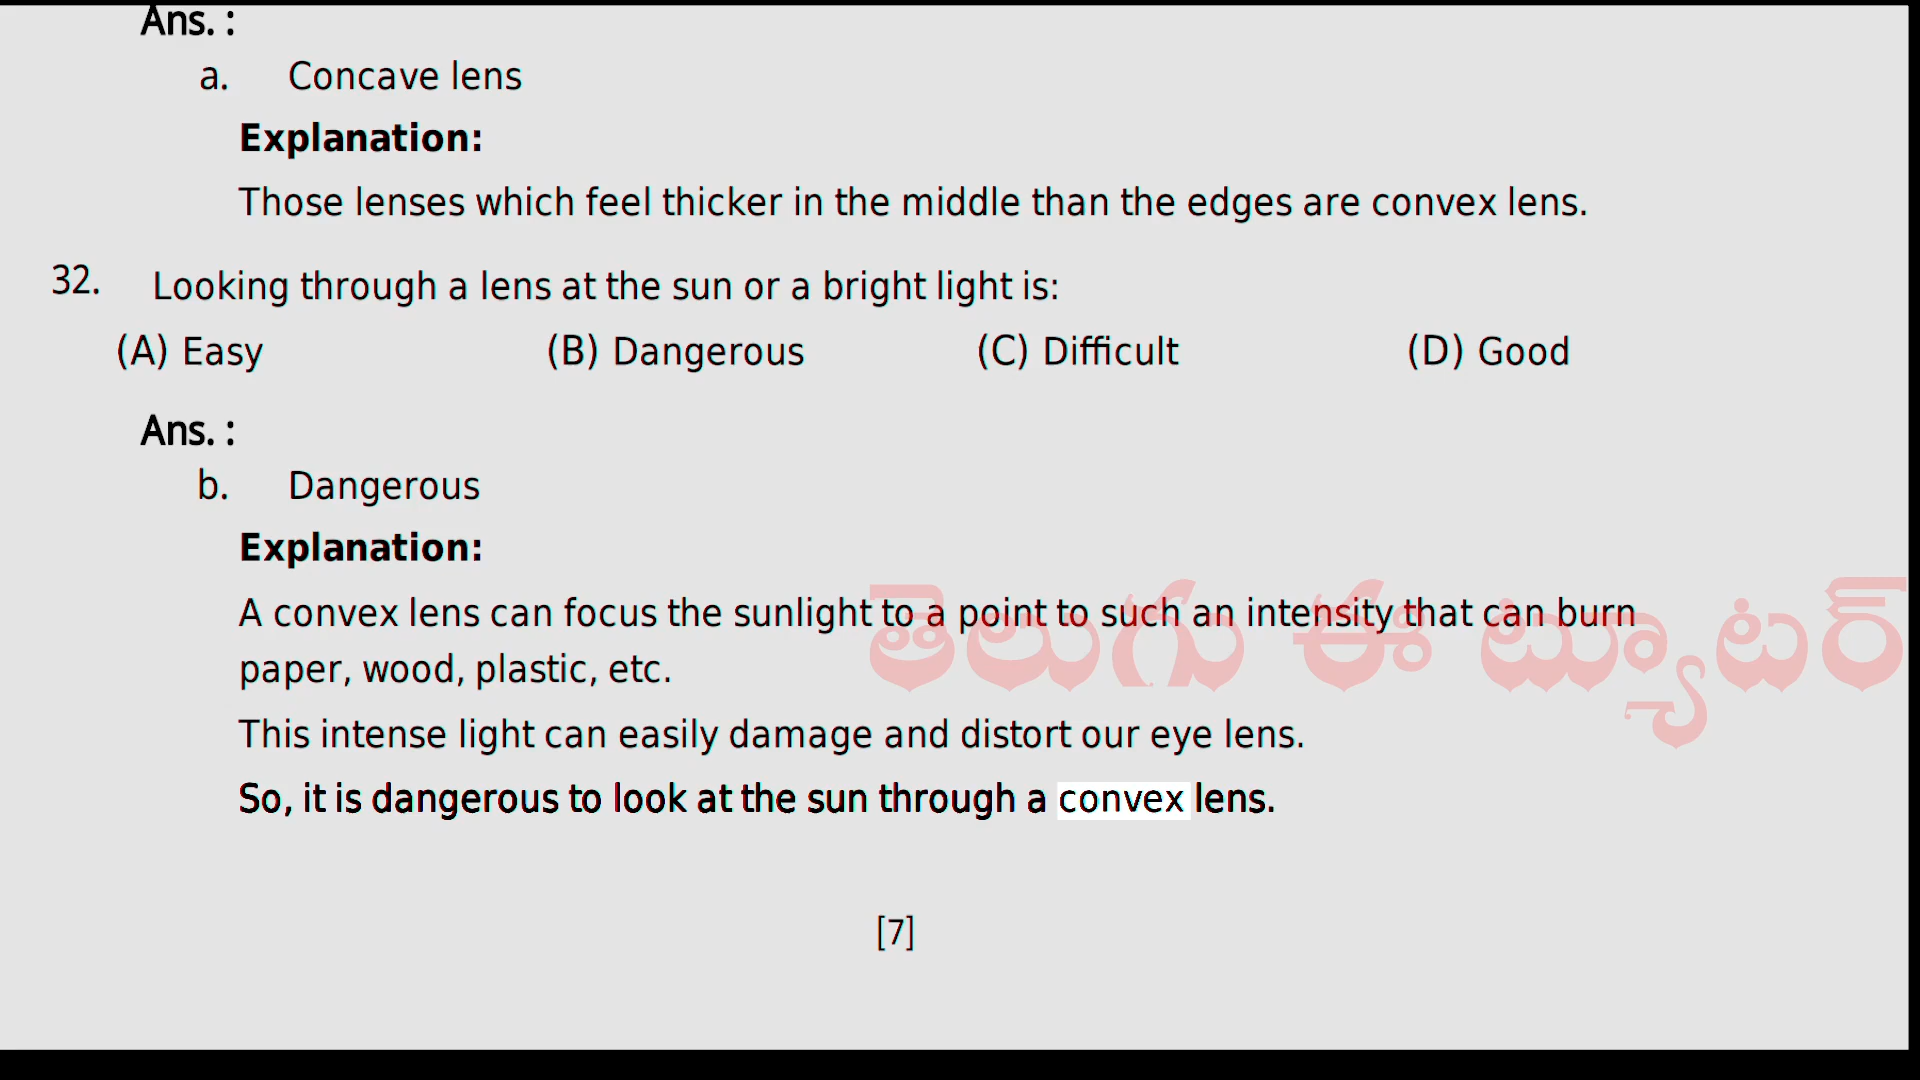 Ans. :
a. Concave lens
Explanation:
Those lenses which feel thicker in the middle than the edges are convex lens.
32. Looking through a lens at the sun or a bright light is:
(A) Easy (B) Dangerous (C) Difficult (D) Good
Ans. :
b. Dangerous
Explanation:
A convex lens can focus the sunlight to a point to such an intensity that can burn
paper, wood, plastic, etc.
తెలుగు ఈ ట్యూటర్
This intense light can easily damage and distort our eye lens.
So, it is dangerous to look at the sun through a convex lens.
[7]